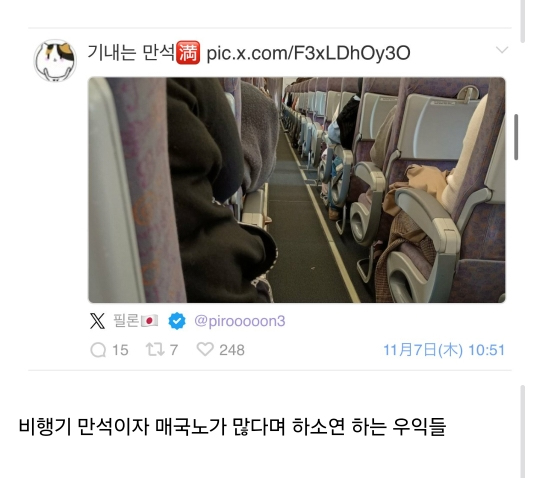 기내는 만석🈵 pic.x.com/F3xLDhOy3O
필론🇯🇵 @pirooooon3
15 7 248 11月7日(木) 10:51
비행기 만석이자 매국노가 많다며 하소연 하는 우익들